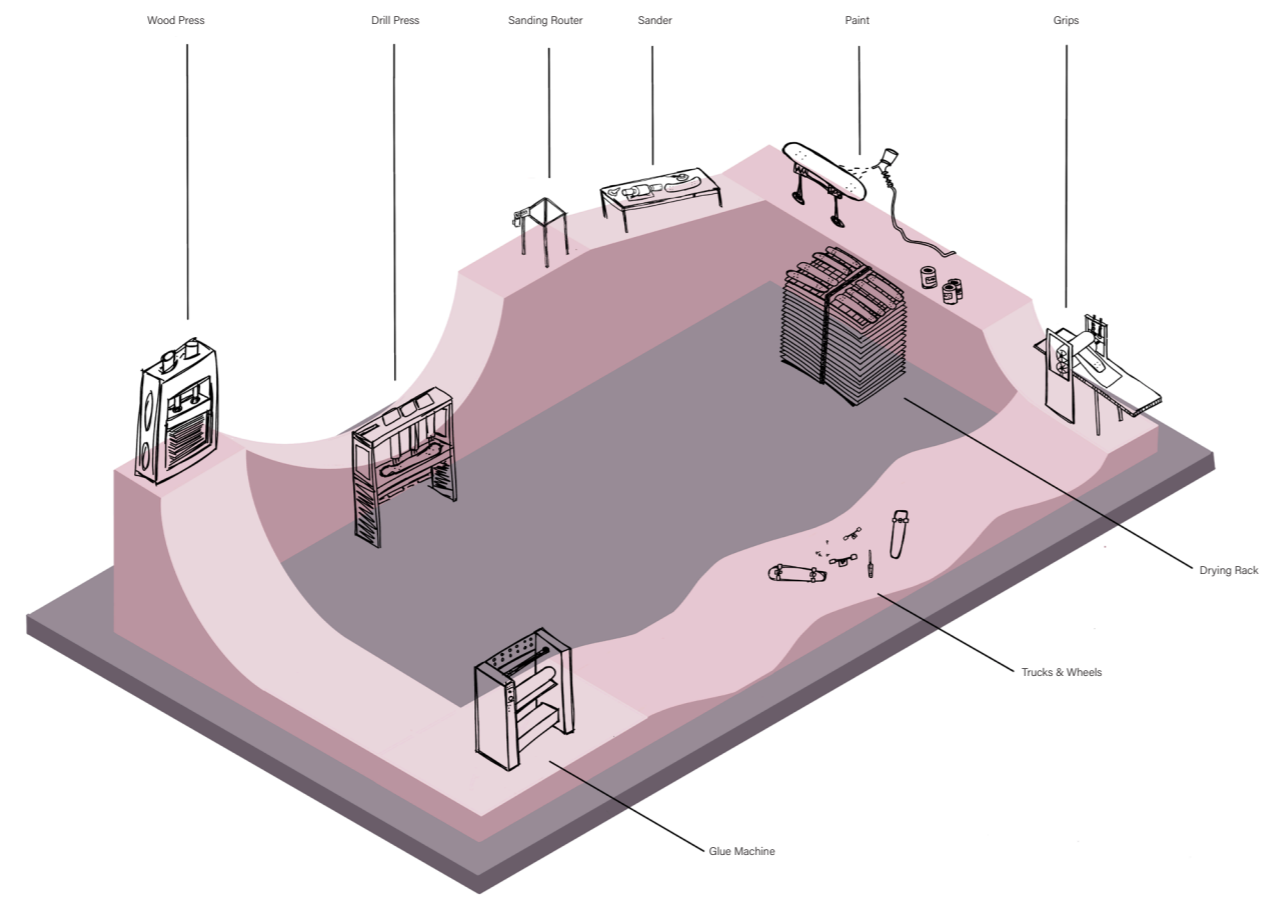 Wood Press
Drill Press
Sanding Router
Sander
Paint
Grips
Drying Rack
Trucks & Wheels
Glue Machine